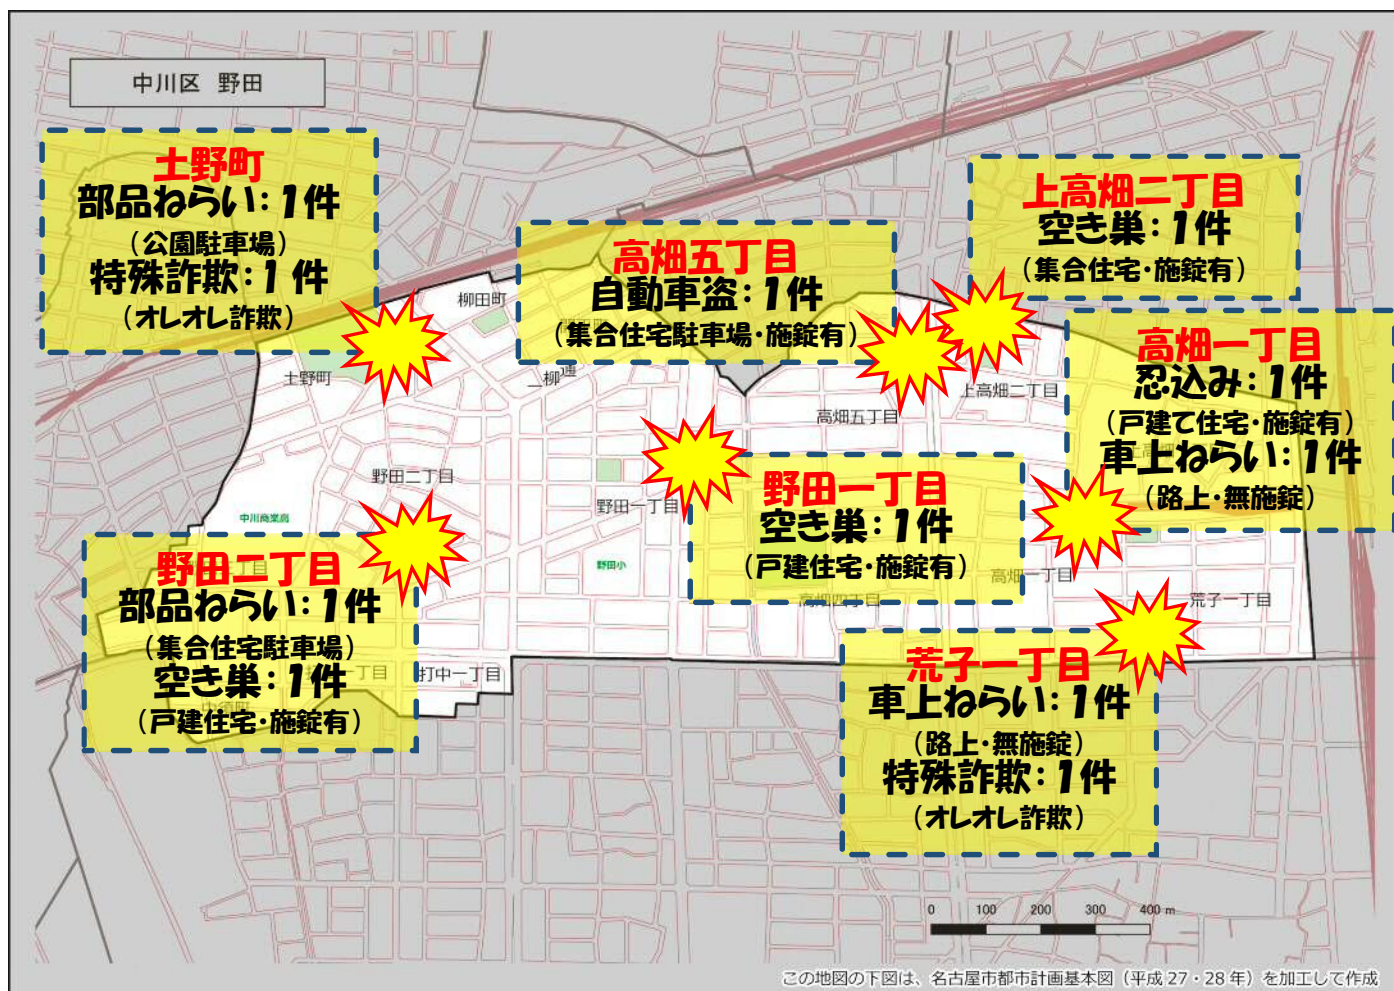 中川区 野田
土野町
部品ねらい：1件
（公園駐車場）
特殊詐欺：1件
（オレオレ詐欺）
高畑五丁目
自動車盗：1件
（集合住宅駐車場・施錠有）
上高畑二丁目
空き巣：1件
（集合住宅・施錠有）
高畑一丁目
忍込み：1件
（戸建て住宅・施錠有）
車上ねらい：1件
（路上・無施錠）
野田一丁目
空き巣：1件
（戸建住宅・施錠有）
野田二丁目
部品ねらい：1件
（集合住宅駐車場）
空き巣：1件
（戸建住宅・施錠有）
荒子一丁目
車上ねらい：1件
（路上・無施錠）
特殊詐欺：1件
（オレオレ詐欺）
柳田町
土野町
二柳通
高畑五丁目
上高畑二丁目
野田二丁目
野田一丁目
中川商業高
野田小
高畑一丁目
高畑四丁目
荒子一丁目
打中一丁目
中須町
0 100 200 300 400 m
この地図の下図は、名古屋市都市計画基本図（平成 27・28 年）を加工して作成